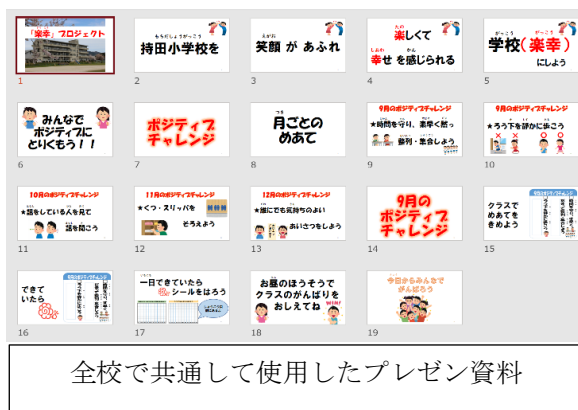 「楽幸」プロジェクト
1
もちだしょうがっこう
持田小学校を
2
えがお
笑顔 が あふれ
3
たの
楽しくて
しあわ
幸せ を感じられる
4
がっこう
がっこう
学校(楽幸)
にしよう
5
みんなで
ポジティブに
とりくもう!!
6
ポジティブ
チャレンジ
7
つき
月ごとの
めあて
8
9月のポジティブチャレンジ
★時間を守り、素早く黙っ
整列・集合しよう
9
9月のポジティブチャレンジ
★ろう下を静かに歩こう
10
10月のポジティブチャレンジ
★話をしている人を見て
話を聞こう
11
11月のポジティブチャレンジ
★くつ・スリッパを
そろえよう
12
12月のポジティブチャレンジ
★誰にでも気持ちのよい
あいさつをしよう
13
9月の
ポジティブ
チャレンジ
14
クラスで
めあてを
きめよう
15
できて
いたら
16
一日できていたら
シールをはろう
17
お昼のほうそうで
クラスのがんばりを
おしえてね
18
今日からみんなで
がんばろう
19
全校で共通して使用したプレゼン資料